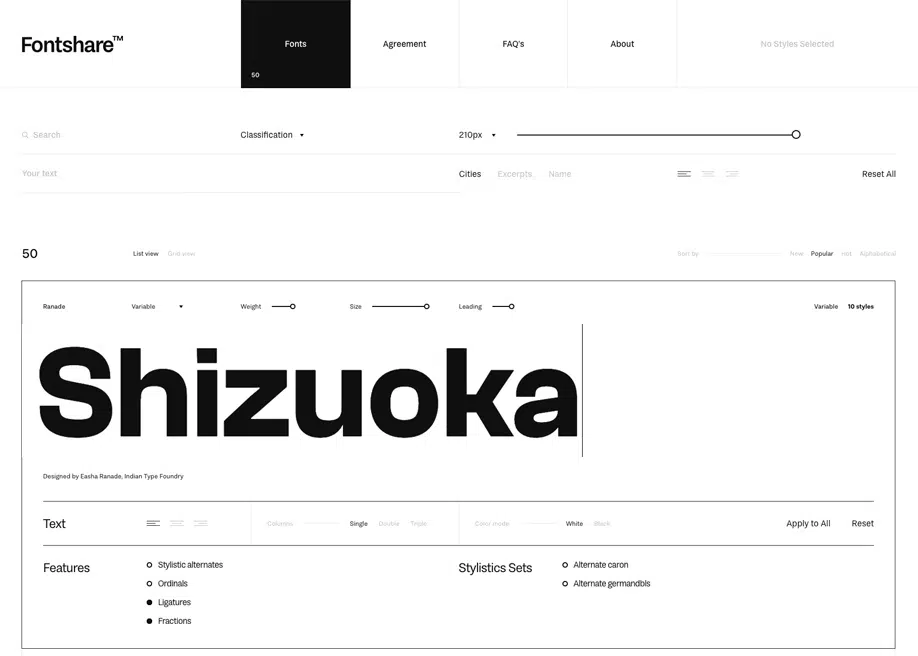 Fontshare™
Fonts
50
Agreement
FAQ's
About
No Styles Selected
Search
Classification
210px
Your text
Cities Excerpts Name
Reset All
50
List view Grid view
Sort by New Popular Hot Alphabetical
Ranade Variable Weight Size Leading Variable 10 styles
Shizuoka
Designed by Easha Ranade, Indian Type Foundry
Text Columns Single Double Triple Color mode White Black Apply to All Reset
Features
Stylistic alternates
Ordinals
Ligatures
Fractions
Stylistics Sets
Alternate caron
Alternate germandbls